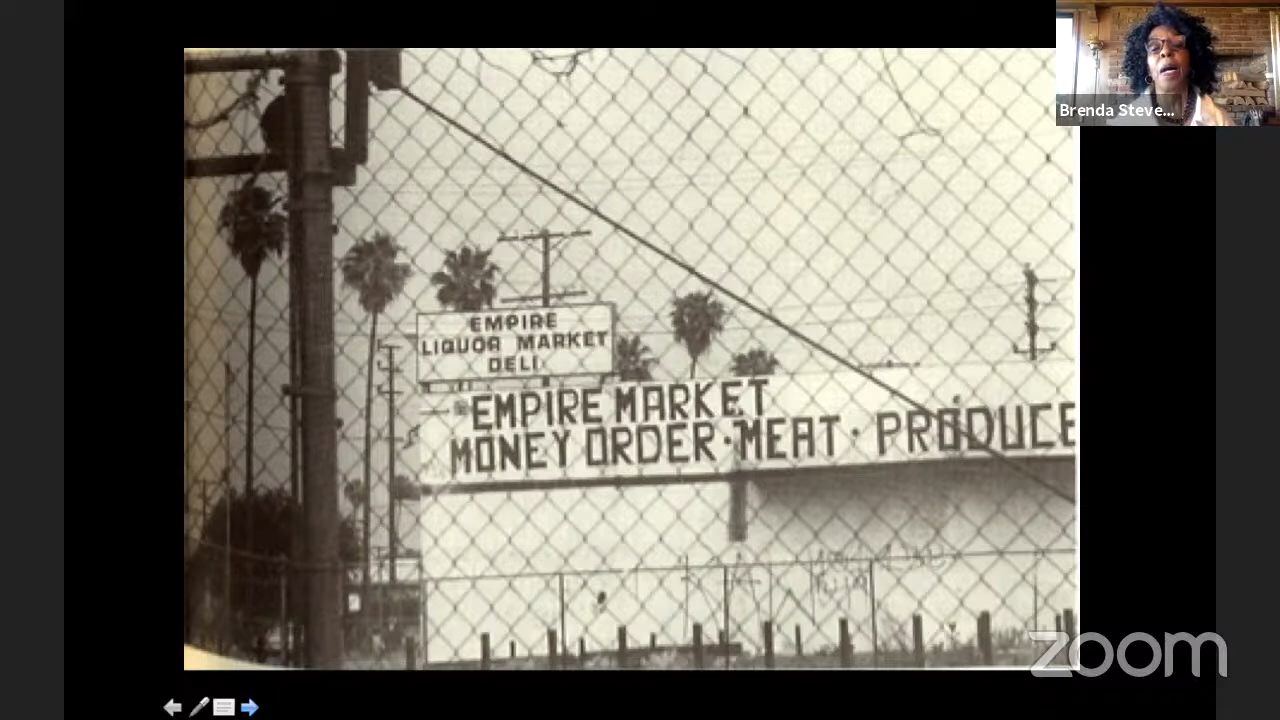 Brenda Steve...
EMPIRE
LIQUOR MARKET
DELI
EMPIRE MARKET
MONEY ORDER · MEAT · PRODUCE
zoom